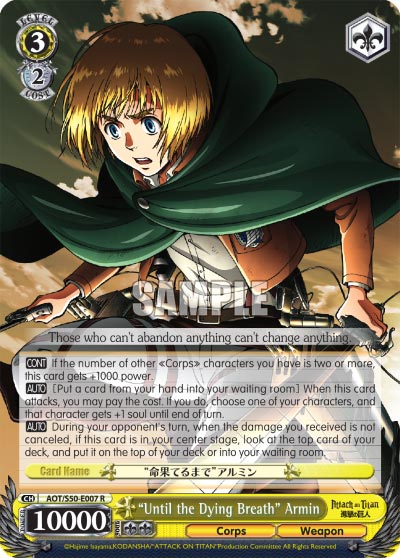 LEVEL
3
2
COST
SAMPLE
Those who can't abandon anything can't change anything.
CONT If the number of other «Corps» characters you have is two or more,
this card gets +1000 power.
AUTO [Put a card from your hand into your waiting room] When this card
attacks, you may pay the cost. If you do, choose one of your characters, and
that character gets +1 soul until end of turn.
AUTO During your opponent's turn, when the damage you received is not
canceled, if this card is in your center stage, look at the top card of your
deck, and put it on the top of your deck or into your waiting room.
Card Name
"命果てるまで"アルミン
AOT/S50-E007 R
CHARACTER
10000
SOUL
"Until the Dying Breath" Armin
Attack on Titan
進撃の巨人
Corps
Weapon
©Hajime Isayama,KODANSHA/"ATTACK ON TITAN"Production Committee. All Rights Reserved.